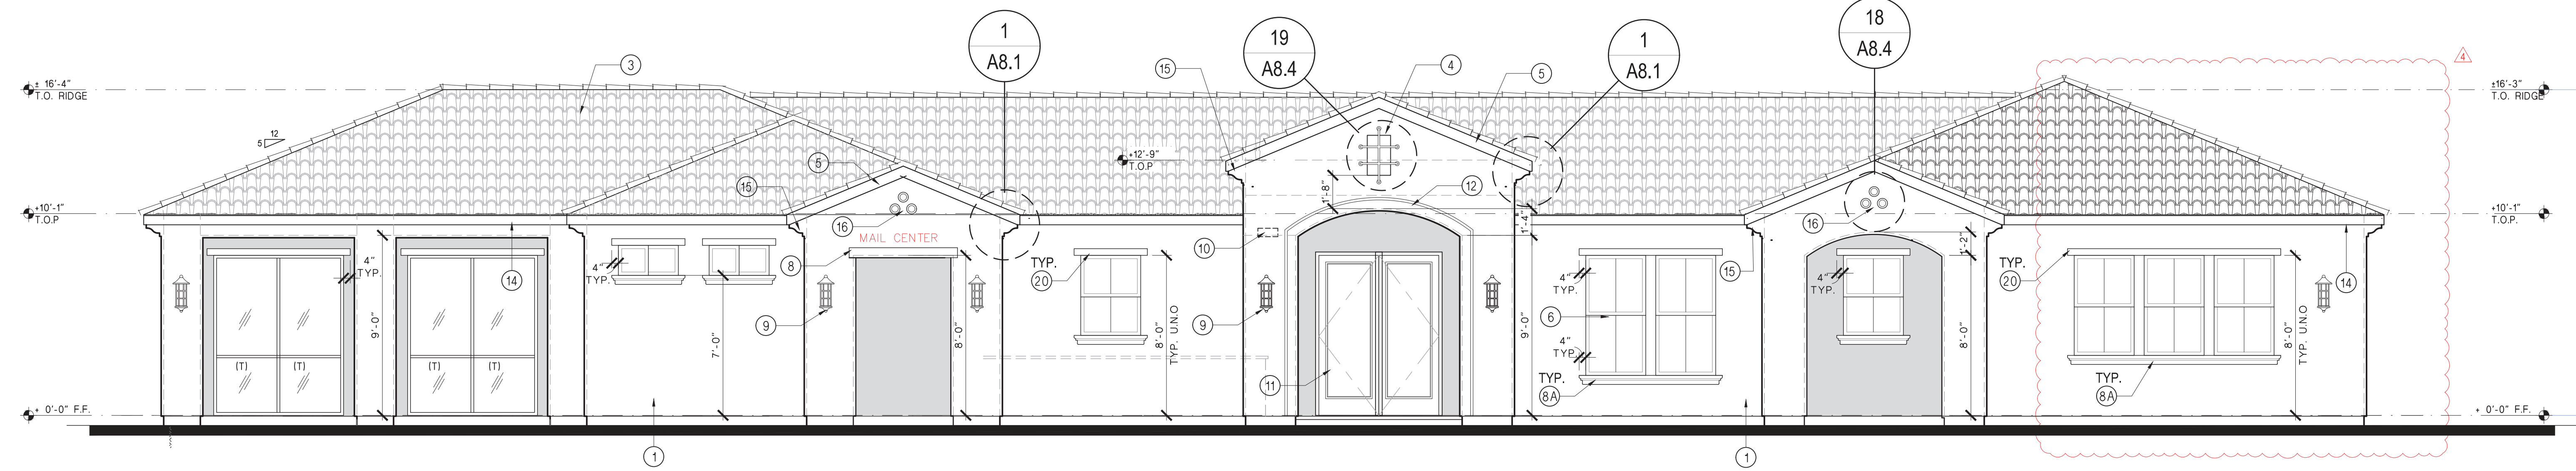 1
A8.1
19
A8.4
1
A8.1
18
A8.4
4
± 16'-4"
T.O. RIDGE
3
15
4
5
±16'-3"
T.O. RIDGE
12
5
5
+12'-9"
T.O.P
15
1'-8"
12
16
16
+10'-1"
T.O.P
1'-4"
+10'-1"
T.O.P.
MAIL CENTER
10
1'-2"
4"
TYP.
14
4"
TYP.
8
TYP.
20
4"
TYP.
15
4"
TYP.
TYP.
20
14
9'-0"
7'-0"
9
8'-0"
8'-0"
TYP. U.N.O
9
9'-0"
6
8'-0"
8'-0"
TYP. U.N.O
4"
TYP
(T)
(T)
(T)
(T)
11
TYP.
8A
TYP.
8A
+ 0'-0" F.F.
+ 0'-0" F.F.
1
1